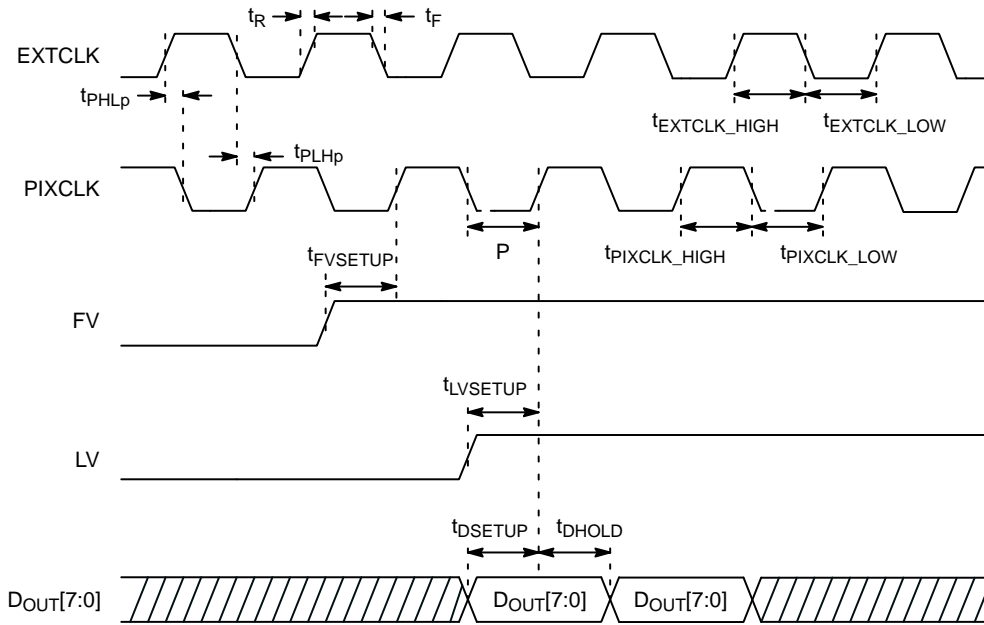 tR tF
EXTCLK
tPHLp
tEXTCLK_HIGH tEXTCLK_LOW
tPLHp
PIXCLK
tFVSETUP P tPIXCLK_HIGH tPIXCLK_LOW
FV
tLVSETUP
LV
tDSETUP tDHOLD
DOUT[7:0] DOUT[7:0] DOUT[7:0]